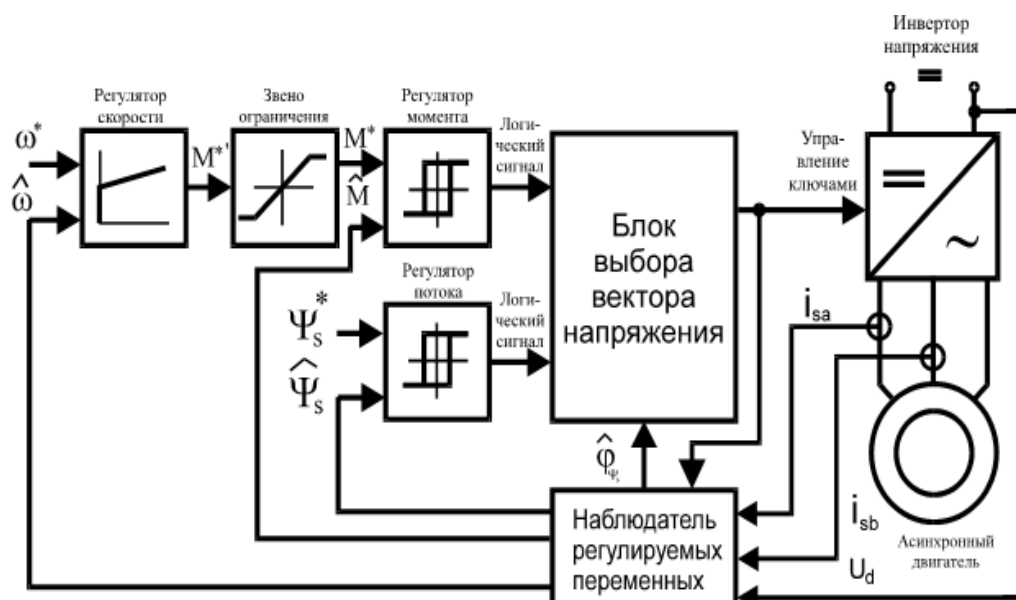 Инвертор
напряжения
Регулятор
скорости
Звено
ограничения
Регулятор
момента
Логи-
ческий
сигнал
Упра-
вление
ключами
ω*
ω̂
M*'
M*
M̂
Блок
выбора
вектора
напряжения
~
Регулятор
потока
Логи-
ческий
сигнал
Ψs*
Ψ̂s
isa
φ̂Ψs
Наблюдатель
регулируемых
переменных
isb
Ud
Асинхронный
двигатель